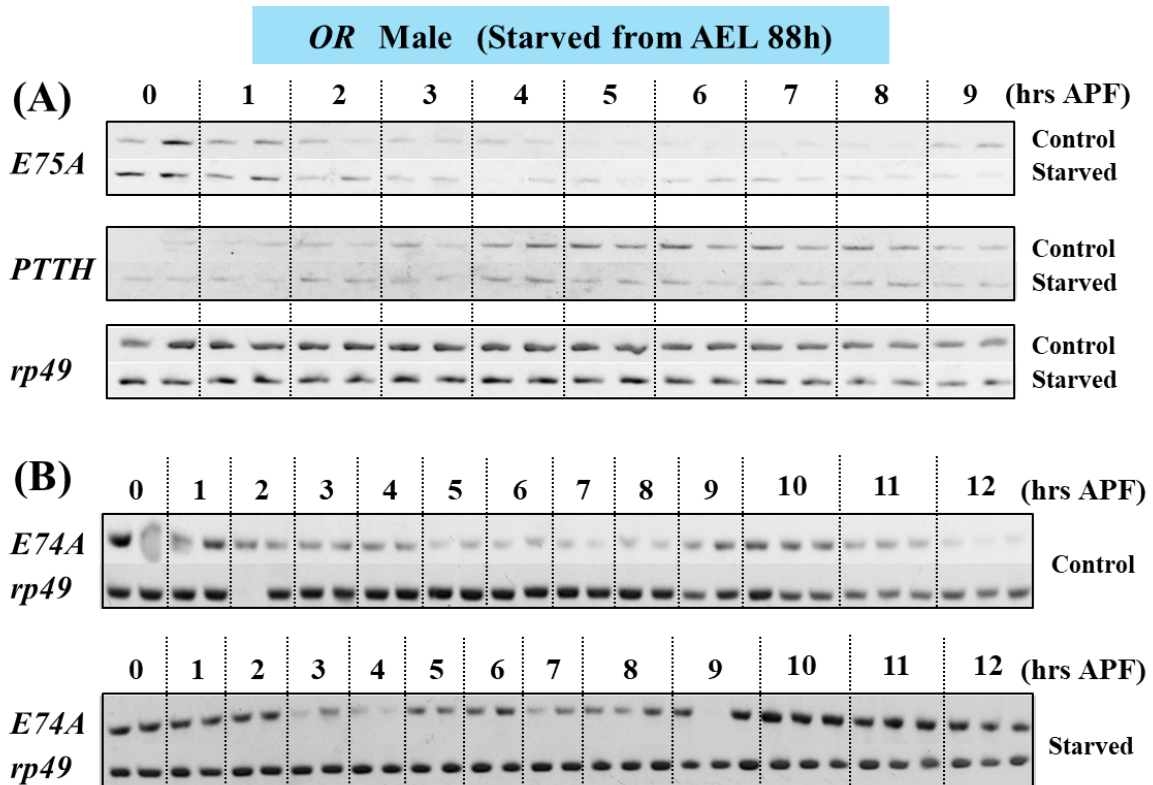 OR Male (Starved from AEL 88h)
(A) 0 1 2 3 4 5 6 7 8 9 (hrs APF)
E75A Control
Starved
PTTH Control
Starved
rp49 Control
Starved
(B) 0 1 2 3 4 5 6 7 8 9 10 11 12 (hrs APF)
E74A
rp49 Control
0 1 2 3 4 5 6 7 8 9 10 11 12 (hrs APF)
E74A
rp49 Starved